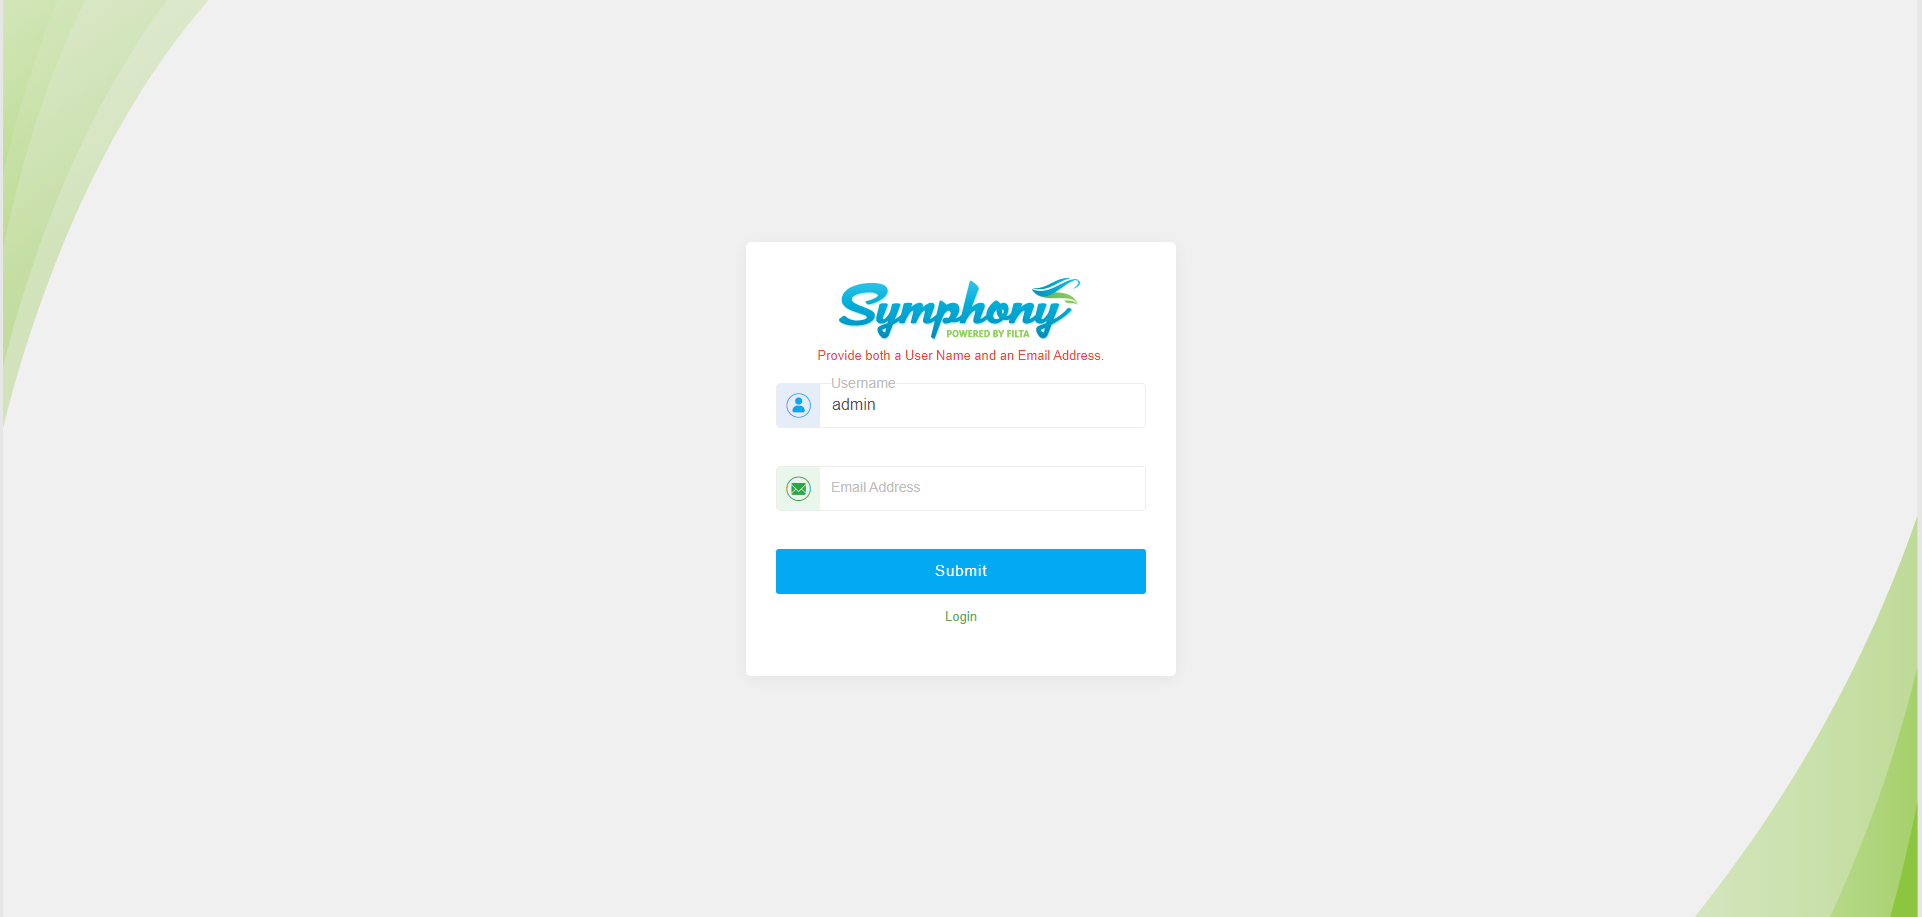 Symphony
POWERED BY FILTA
Provide both a User Name and an Email Address.
Username
admin
Email Address
Submit
Login